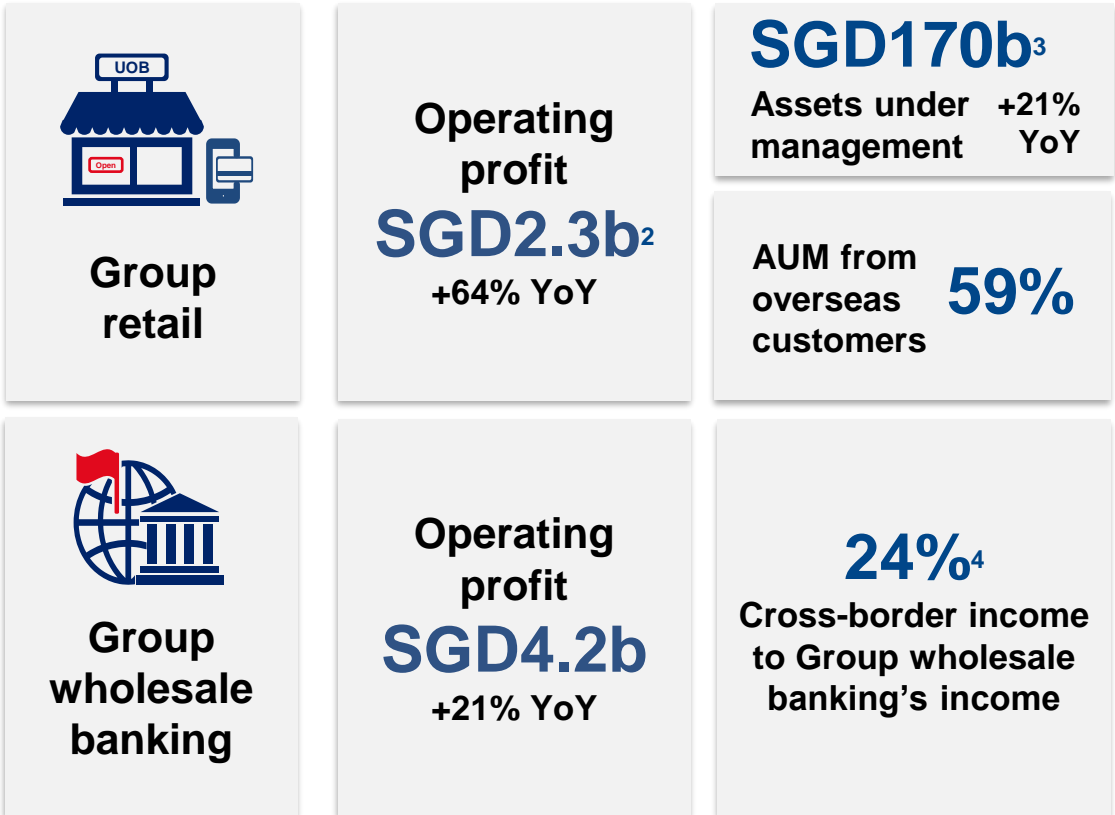 UOB
Open
Group
retail
Operating
profit
SGD2.3b2
+64% YoY
SGD170b3
Assets under
management
+21%
YoY
AUM from
overseas
customers
59%
Group
wholesale
banking
Operating
profit
SGD4.2b
+21% YoY
24%4
Cross-border income
to Group wholesale
banking’s income